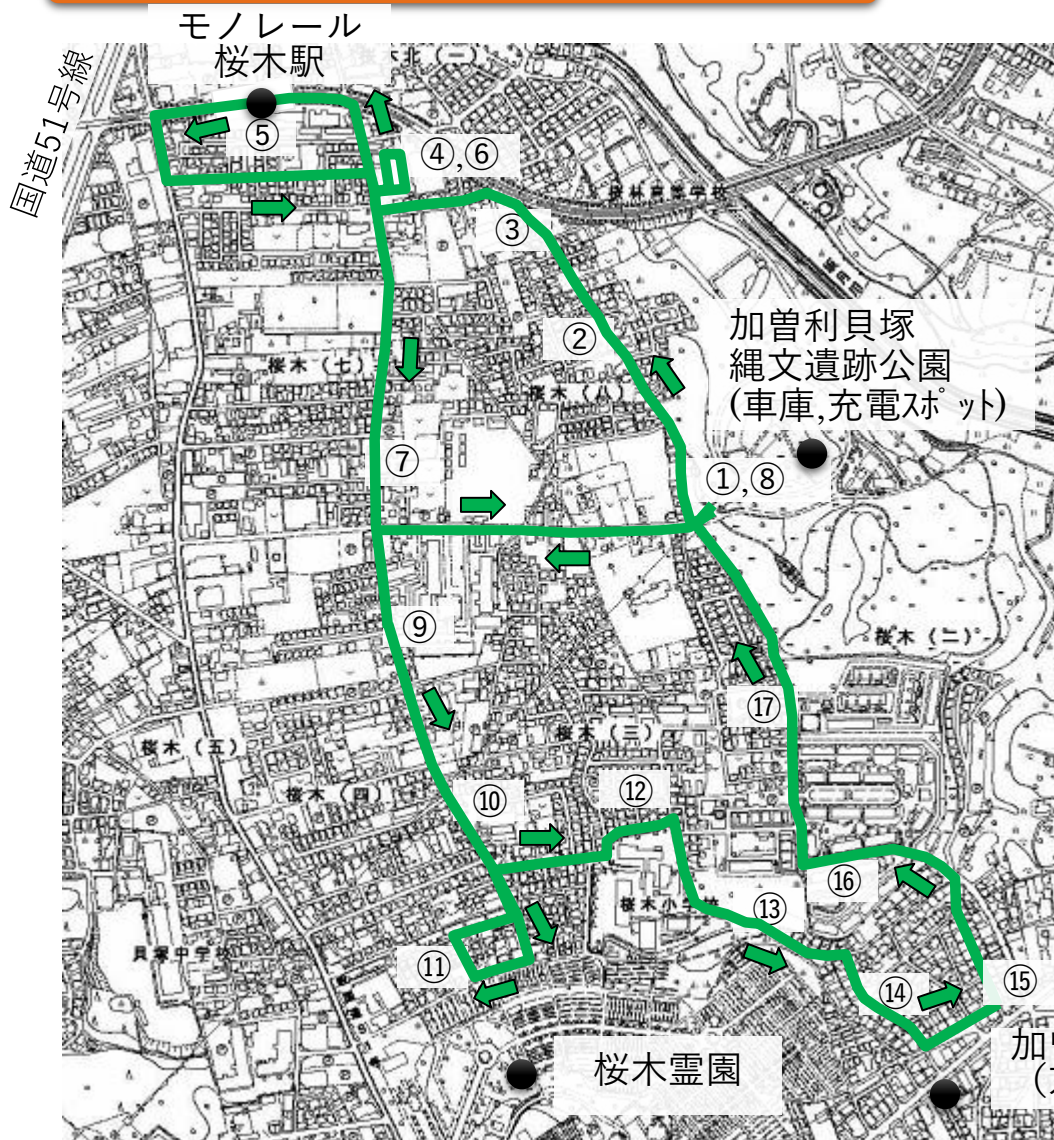 モノレール
桜木駅
国道51号線
⑤
④,⑥
③
②
加曽利貝塚
縄文遺跡公園
(車庫,充電ｽﾎﾟｯﾄ)
桜木(七)
桜木(八)
⑦
①,⑧
⑨
桜木(二)
⑰
桜木(三)
桜木(五)
桜木(四)
⑩
⑫
⑯
桜木小学校
⑬
貝塚中学校
⑪
⑭
⑮
桜木霊園